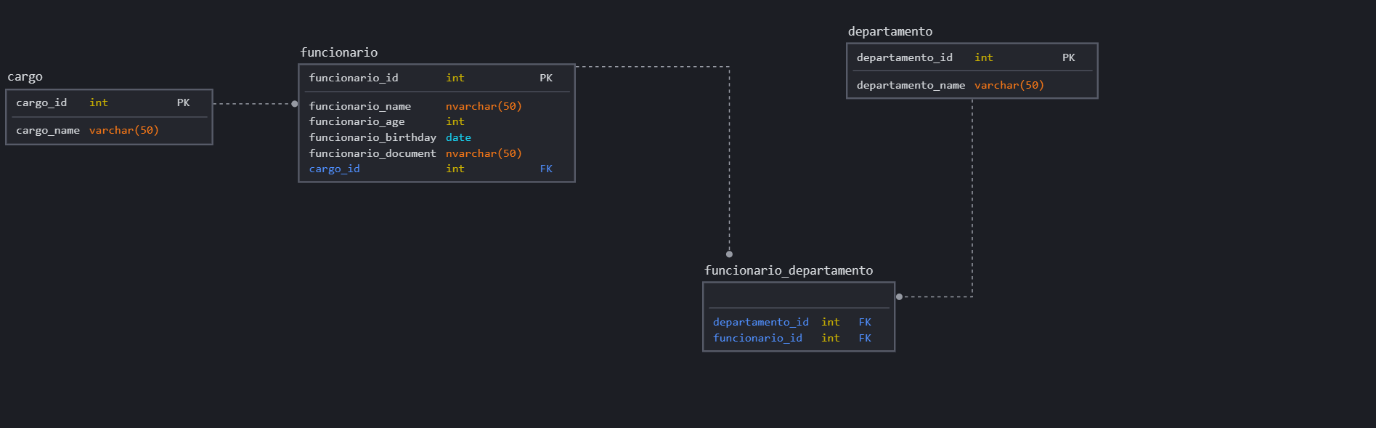 cargo
cargo_id int PK
cargo_name varchar(50)
funcionario
funcionario_id int PK
funcionario_name nvarchar(50)
funcionario_age int
funcionario_birthday date
funcionario_document nvarchar(50)
cargo_id int FK
departamento
departamento_id int PK
departamento_name varchar(50)
funcionario_departamento
departamento_id int FK
funcionario_id int FK